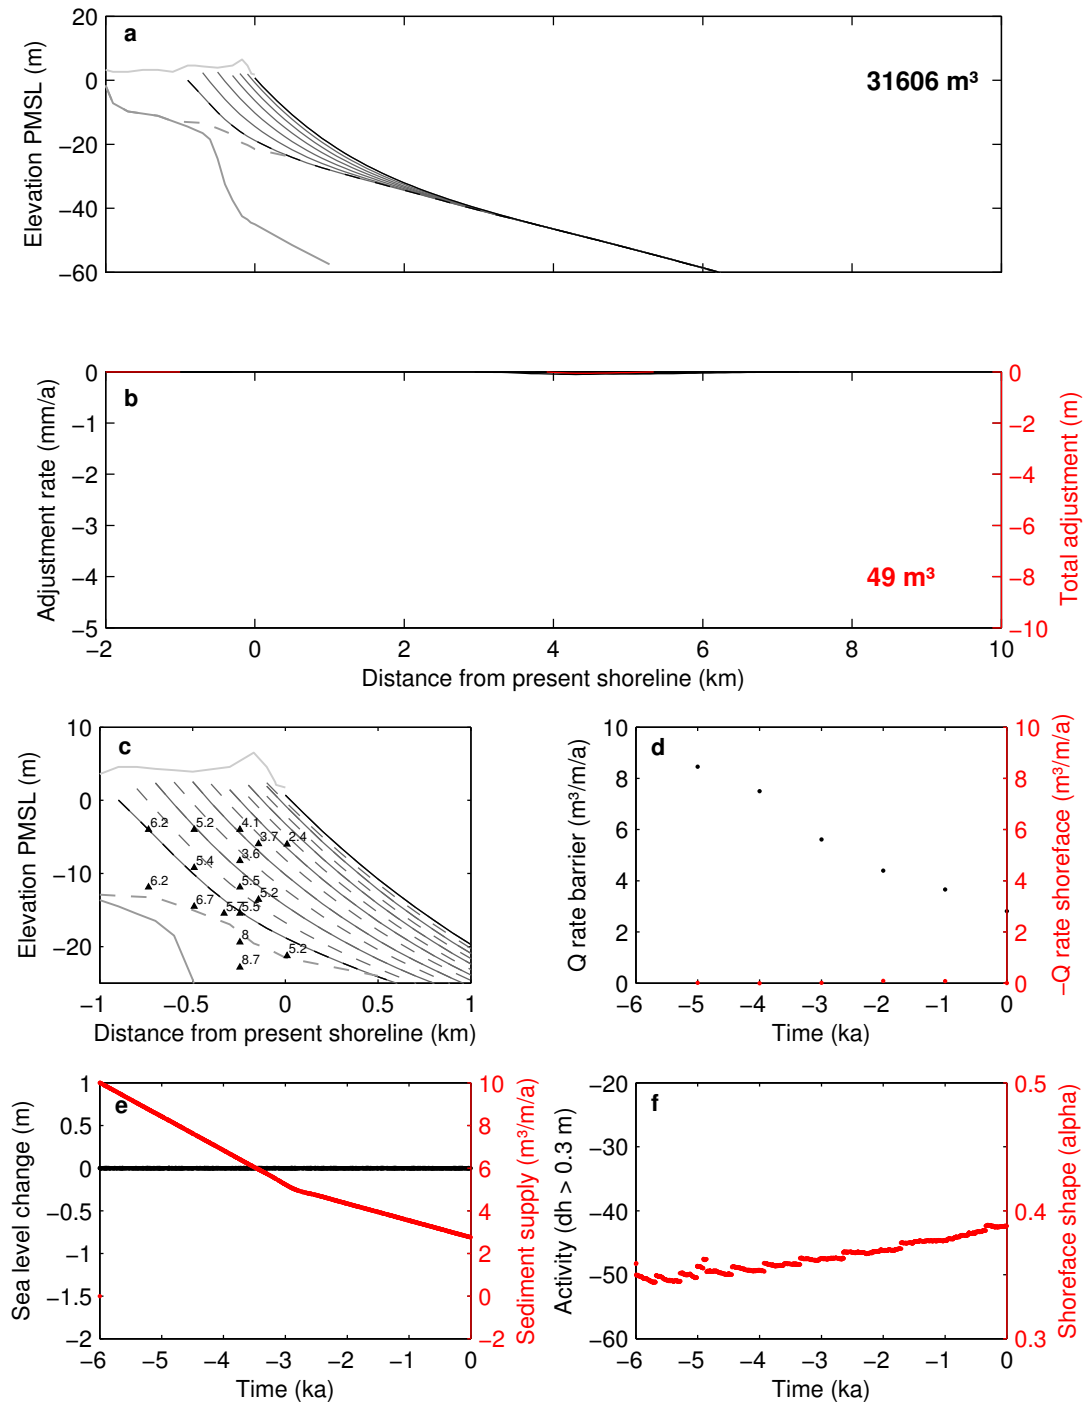 20
0
−20
−40
−60
Elevation PMSL (m)
a
31606 m³
−2 0 2 4 6 8 10
0
−1
−2
−3
−4
−5
Adjustment rate (mm/a)
b
49 m³
0
−2
−4
−6
−8
−10
Total adjustment (m)
−2 0 2 4 6 8 10
Distance from present shoreline (km)
10
0
−10
−20
Elevation PMSL (m)
c
6.2 5.2 4.1
3.7 2.4
5.4 3.6
6.2 5.5
6.7 5.2
5.7 5.5
8 5.2
8.7
−1 −0.5 0 0.5 1
Distance from present shoreline (km)
10
8
6
4
2
0
Q rate barrier (m³/m/a)
d
10
8
6
4
2
0
−Q rate shoreface (m³/m/a)
−6 −5 −4 −3 −2 −1 0
Time (ka)
1
0.5
0
−0.5
−1
−1.5
−2
Sea level change (m)
e
10
8
6
4
2
0
−2
Sediment supply (m³/m/a)
−6 −5 −4 −3 −2 −1 0
Time (ka)
−20
−30
−40
−50
−60
Activity (dh > 0.3 m)
f
0.5
0.4
0.3
Shoreface shape (alpha)
−6 −5 −4 −3 −2 −1 0
Time (ka)